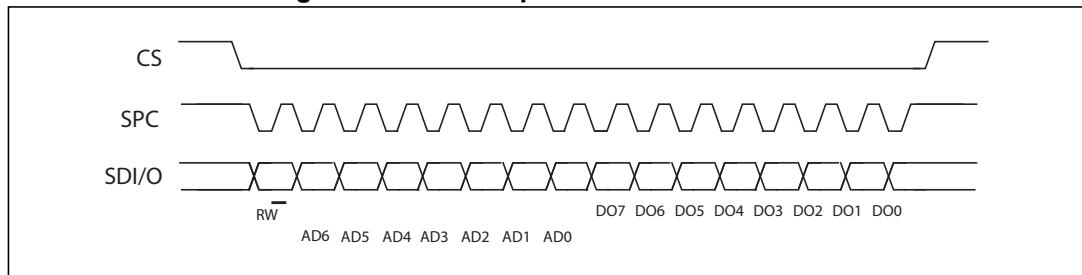 CS
SPC
SDI/O
RW
DO7 DO6 DO5 DO4 DO3 DO2 DO1 DO0
AD6 AD5 AD4 AD3 AD2 AD1 AD0